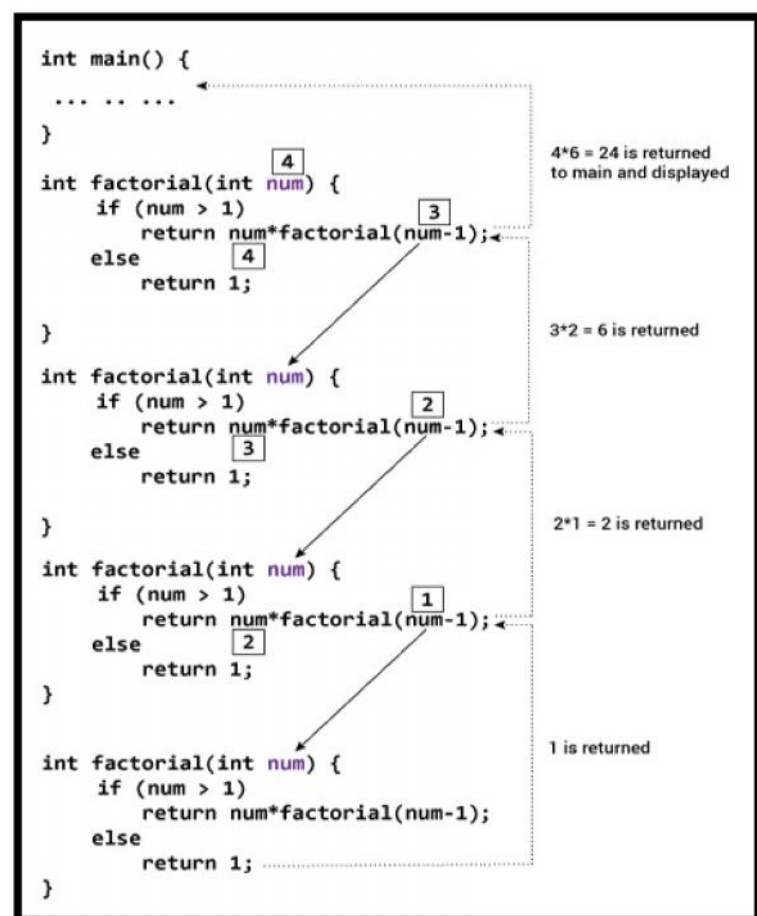 int main() {
... .. ...
}
4*6 = 24 is returned
to main and displayed
4
int factorial(int num) {
if (num > 1)
3
return num*factorial(num-1);
else
4
return 1;
}
3*2 = 6 is returned
int factorial(int num) {
if (num > 1)
2
return num*factorial(num-1);
else
3
return 1;
}
2*1 = 2 is returned
int factorial(int num) {
if (num > 1)
1
return num*factorial(num-1);
else
2
return 1;
}
1 is returned
int factorial(int num) {
if (num > 1)
return num*factorial(num-1);
else
return 1;
}